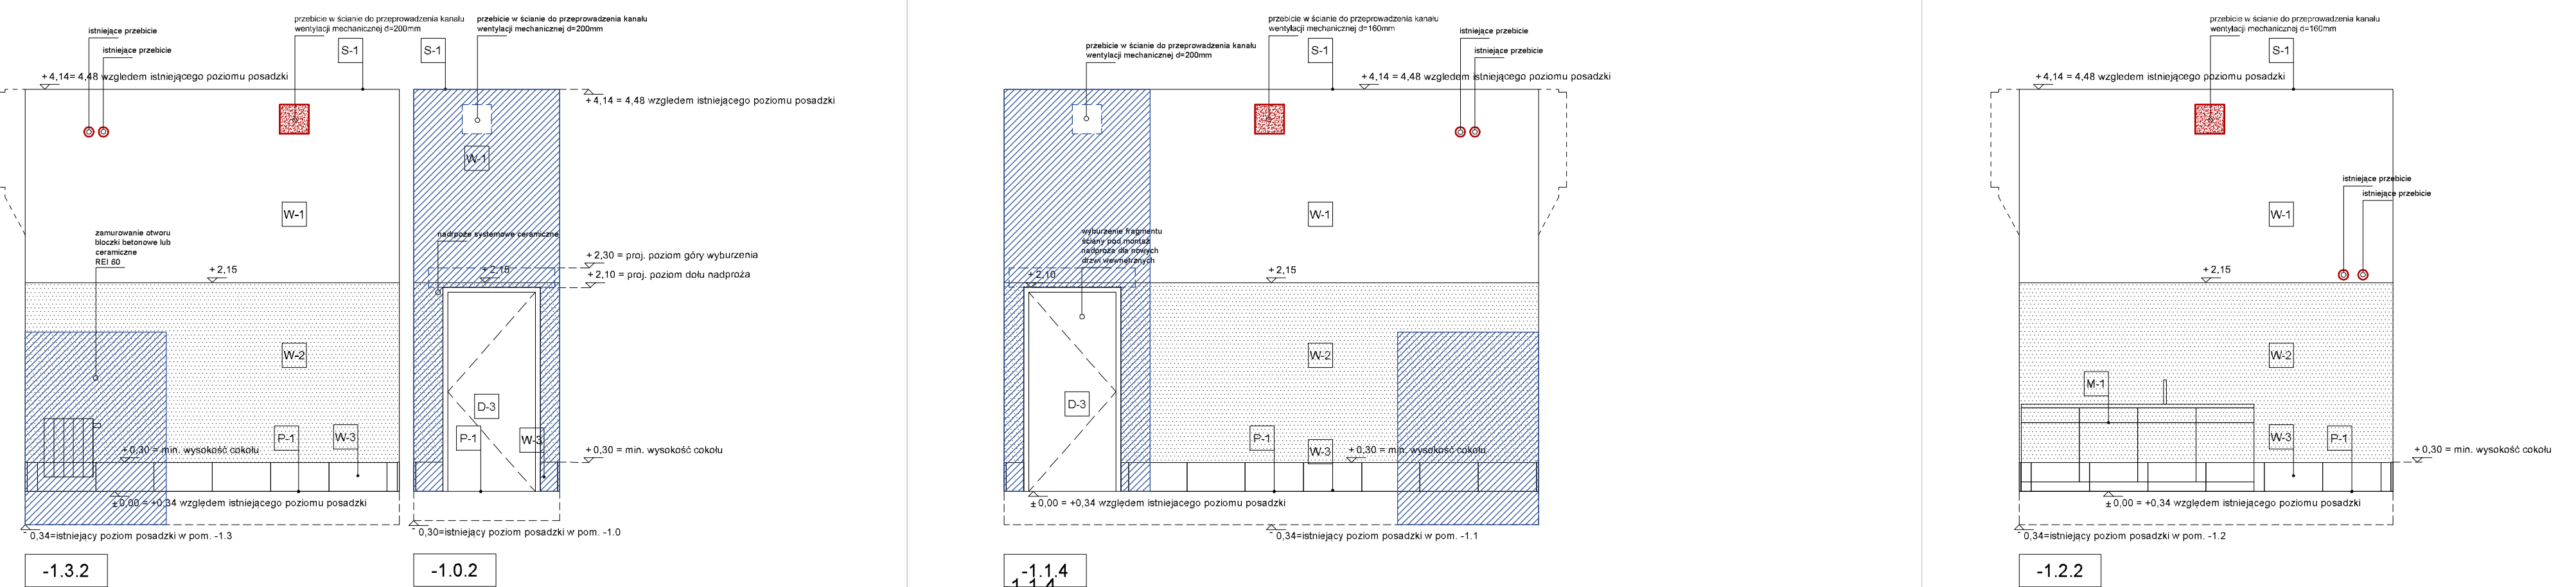 istniejące przebicie
istniejące przebicie
przebicie w ścianie do przeprowadzenia kanału
wentylacji mechanicznej d=200mm
S-1
+4,14= 4,48 względem istniejącego poziomu posadzki
W-1
zamurowanie otworu
bloczki betonowe lub
ceramiczne
REI 60
+2,15
W-2
P-1
W-3
+0,30 = min. wysokość cokołu
±0,00 = +0,34 względem istniejącego poziomu posadzki
- 0,34=istniejący poziom posadzki w pom. -1.3
-1.3.2
S-1
przebicie w ścianie do przeprowadzenia kanału
wentylacji mechanicznej d=200mm
+4,14 = 4,48 względem istniejącego poziomu posadzki
W-1
nadproże systemowe ceramiczne
+2,30 = proj. poziom góry wyburzenia
+2,15
+2,10 = proj. poziom dołu nadproża
D-3
P-1
W-3
+0,30 = min. wysokość cokołu
- 0,30=istniejący poziom posadzki w pom. -1.0
-1.0.2
przebicie w ścianie do przeprowadzenia kanału
wentylacji mechanicznej d=200mm
przebicie w ścianie do przeprowadzenia kanału
wentylacji mechanicznej d=160mm
S-1
istniejące przebicie
istniejące przebicie
+4,14 = 4,48 względem istniejącego poziomu posadzki
W-1
wyburzenie fragmentu
ściany pod montaż
nadproża dla nowych
drzwi wewnętrznych
+2,10
+2,15
W-2
D-3
P-1
W-3
+0,30 = min. wysokość cokołu
±0,00 = +0,34 względem istniejącego poziomu posadzki
- 0,34=istniejący poziom posadzki w pom. -1.1
-1.1.4
1.1.4
przebicie w ścianie do przeprowadzenia kanału
wentylacji mechanicznej d=160mm
S-1
+4,14 = 4,48 względem istniejącego poziomu posadzki
istniejące przebicie
istniejące przebicie
W-1
+2,15
W-2
M-1
W-3
P-1
+0,30 = min. wysokość cokołu
±0,00 = +0,34 względem istniejącego poziomu posadzki
- 0,34=istniejący poziom posadzki w pom. -1.2
-1.2.2